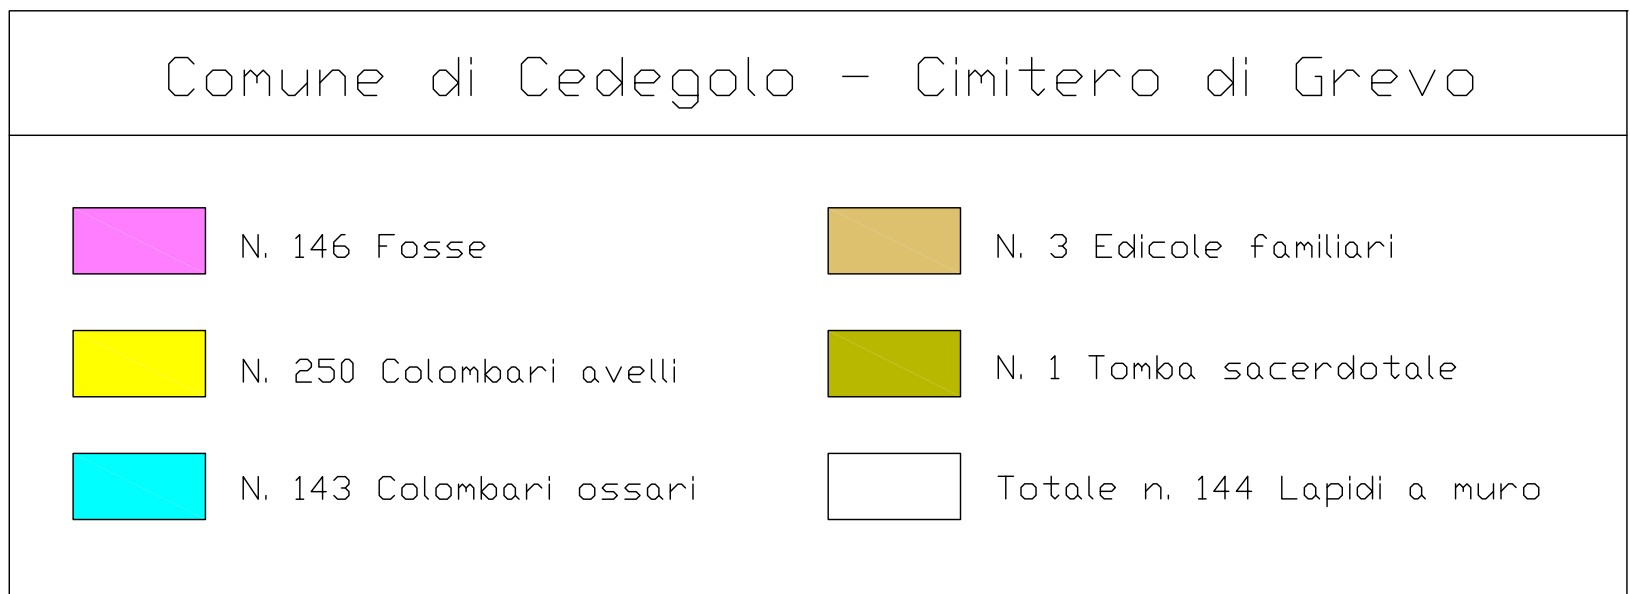 Comune di Cedegolo - Cimitero di Grevo
N. 146 Fosse
N. 250 Colombari avelli
N. 143 Colombari ossari
N. 3 Edicole familiari
N. 1 Tomba sacerdotale
Totale n. 144 Lapidi a muro